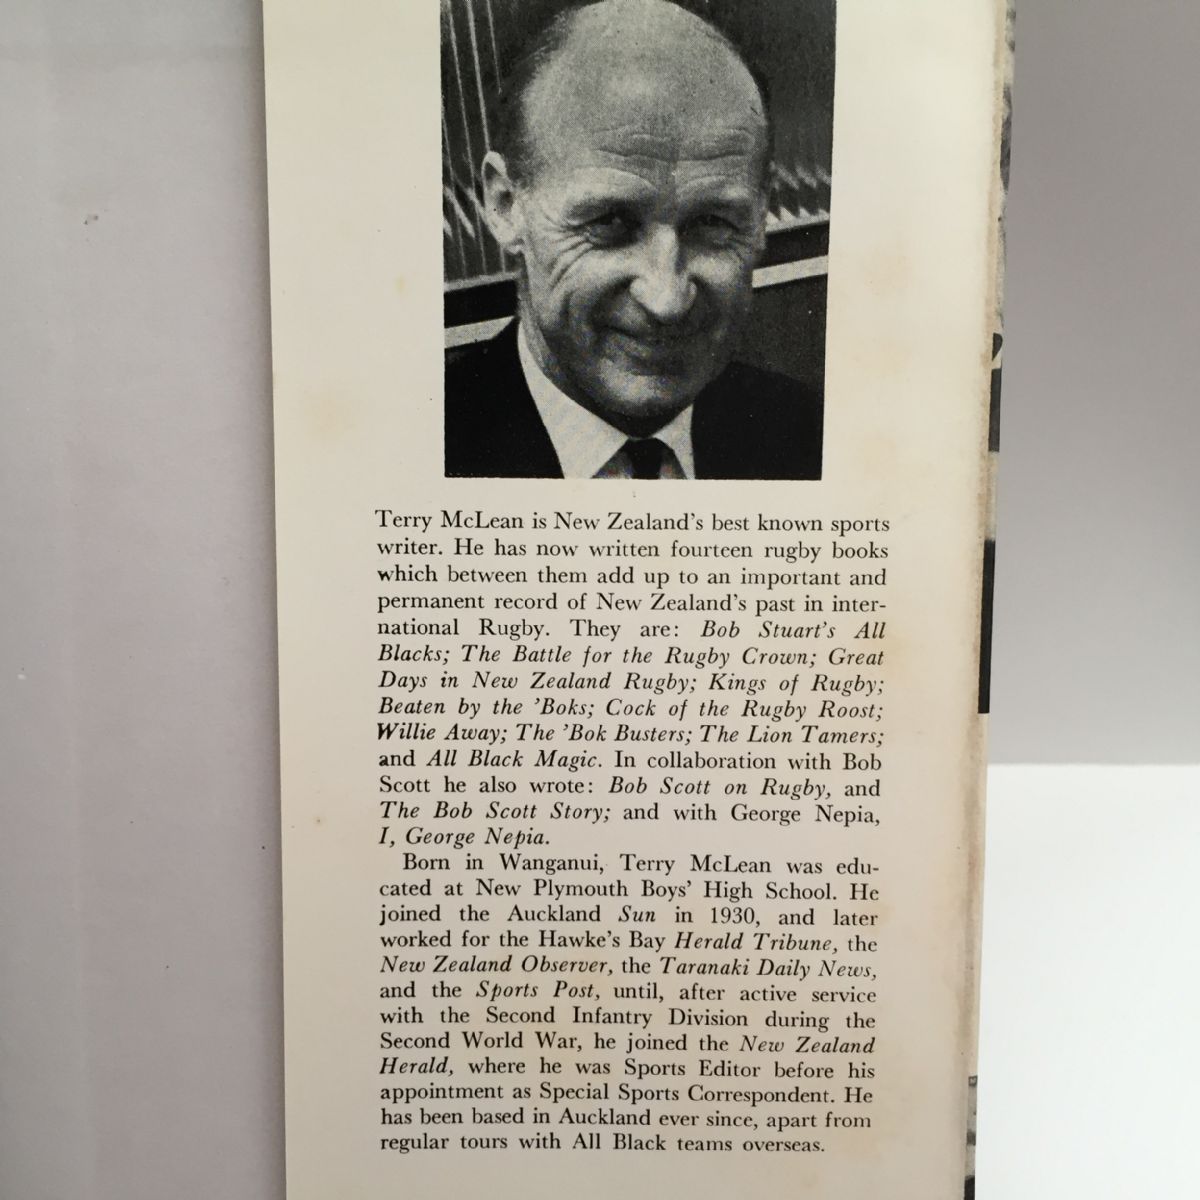 Terry McLean is New Zealand's best known sports
writer. He has now written fourteen rugby books
which between them add up to an important and
permanent record of New Zealand's past in inter-
national Rugby. They are: Bob Stuart's All
Blacks; The Battle for the Rugby Crown; Great
Days in New Zealand Rugby; Kings of Rugby;
Beaten by the 'Boks; Cock of the Rugby Roost;
Willie Away; The 'Bok Busters; The Lion Tamers;
and All Black Magic. In collaboration with Bob
Scott he also wrote: Bob Scott on Rugby, and
The Bob Scott Story; and with George Nepia,
I, George Nepia.
Born in Wanganui, Terry McLean was edu-
cated at New Plymouth Boys' High School. He
joined the Auckland Sun in 1930, and later
worked for the Hawke's Bay Herald Tribune, the
New Zealand Observer, the Taranaki Daily News,
and the Sports Post, until, after active service
with the Second Infantry Division during the
Second World War, he joined the New Zealand
Herald, where he was Sports Editor before his
appointment as Special Sports Correspondent. He
has been based in Auckland ever since, apart from
regular tours with All Black teams overseas.